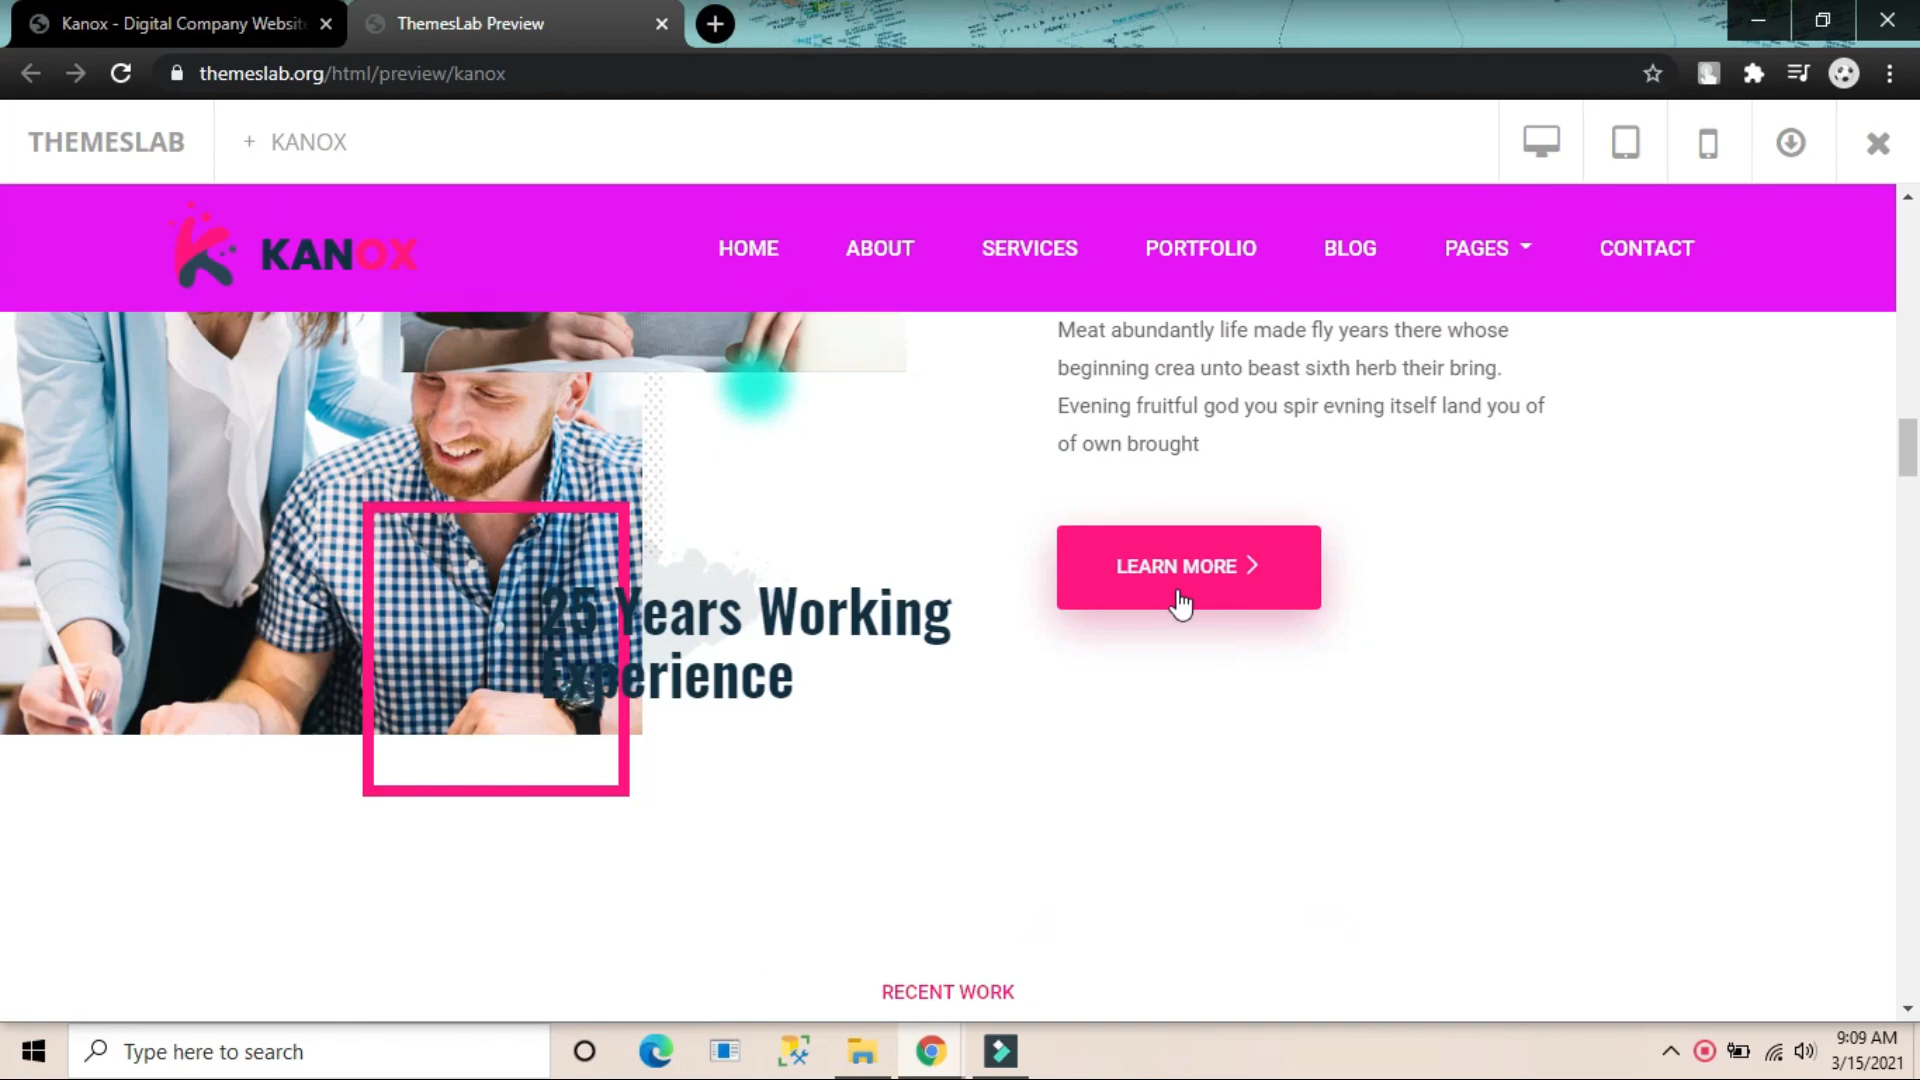 Kanox - Digital Company Websit
ThemesLab Preview
themeslab.org/html/preview/kanox
THEMESLAB
+ KANOX
KANOX
HOME
ABOUT
SERVICES
PORTFOLIO
BLOG
PAGES
CONTACT
Meat abundantly life made fly years there whose
beginning crea unto beast sixth herb their bring.
Evening fruitful god you spir evning itself land you of
of own brought
LEARN MORE
25 Years Working
Experience
RECENT WORK
Type here to search
9:09 AM
3/15/2021